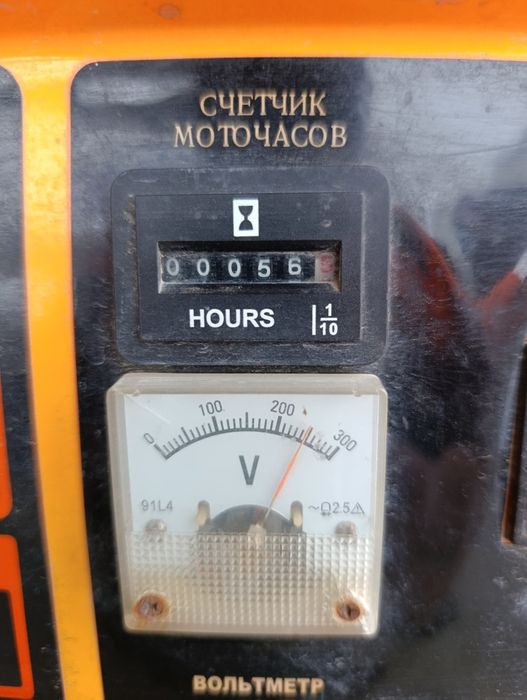 СЧЕТЧИК
МОТОЧАСОВ
00056
HOURS 1/10
0 100 200 300
V
91L4 ~ 2.5
ВОЛЬТМЕТР